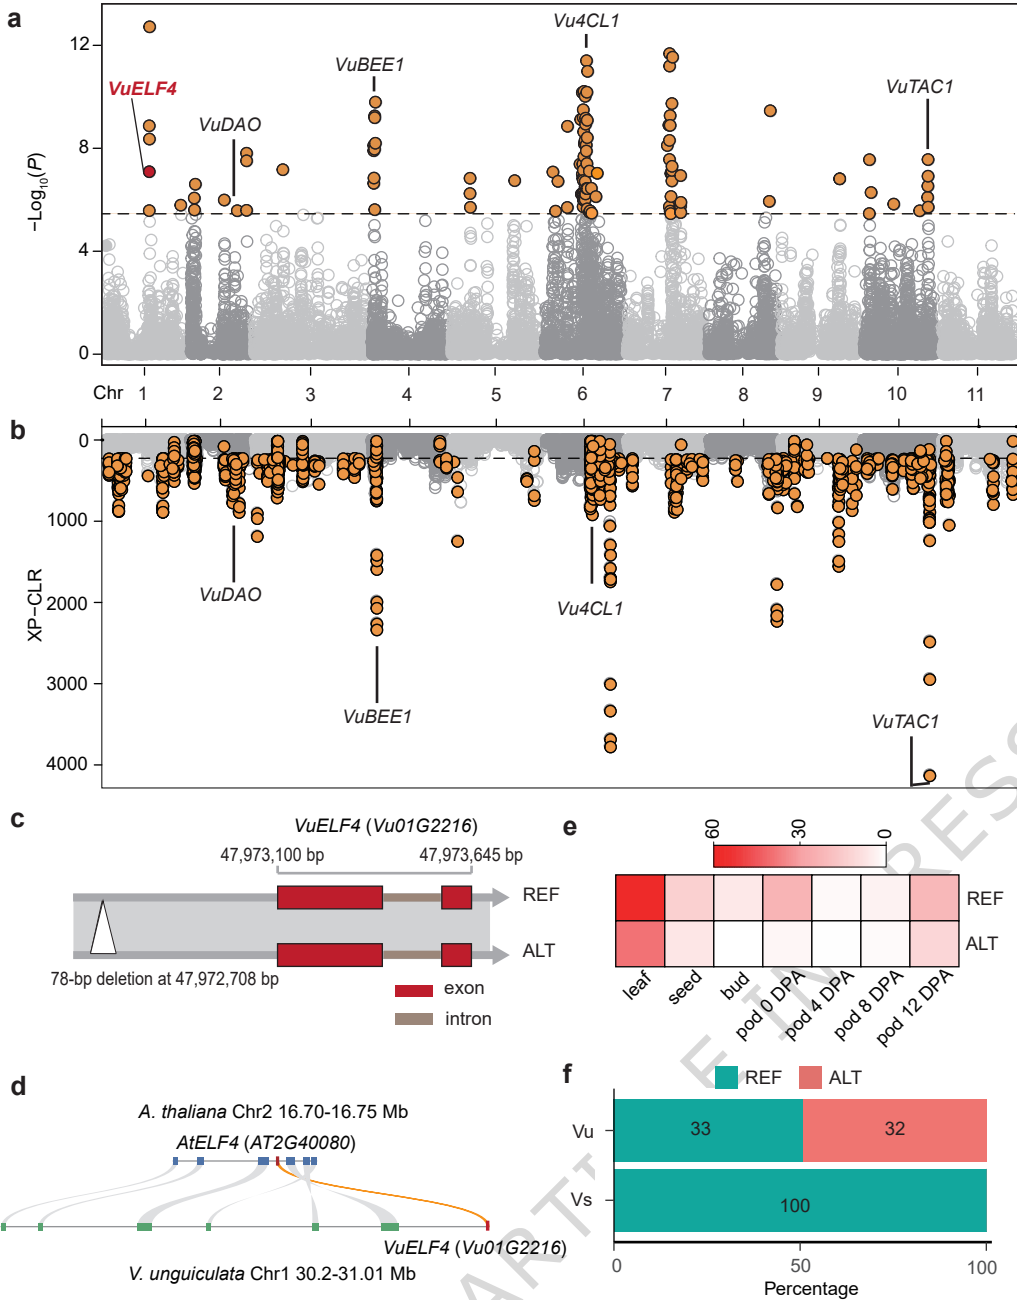 a
Vu4CL1
12
VuBEE1
VuELF4
VuTAC1
VuDAO
8
−Log10(P)
4
0
Chr 1 2 3 4 5 6 7 8 9 10 11
b
0
1000
2000
3000
4000
XP−CLR
VuDAO
Vu4CL1
VuBEE1
VuTAC1
c
VuELF4 (Vu01G2216)
47,973,100 bp 47,973,645 bp
REF
ALT
78-bp deletion at 47,972,708 bp
exon
intron
e
60 30 0
REF
ALT
leaf seed bud pod 0 DPA pod 4 DPA pod 8 DPA pod 12 DPA
d
A. thaliana Chr2 16.70-16.75 Mb
AtELF4 (AT2G40080)
VuELF4 (Vu01G2216)
V. unguiculata Chr1 30.2-31.01 Mb
f
REF ALT
Vu 33 32
Vs 100
0 50 100
Percentage
ARTICLE IN PRESS